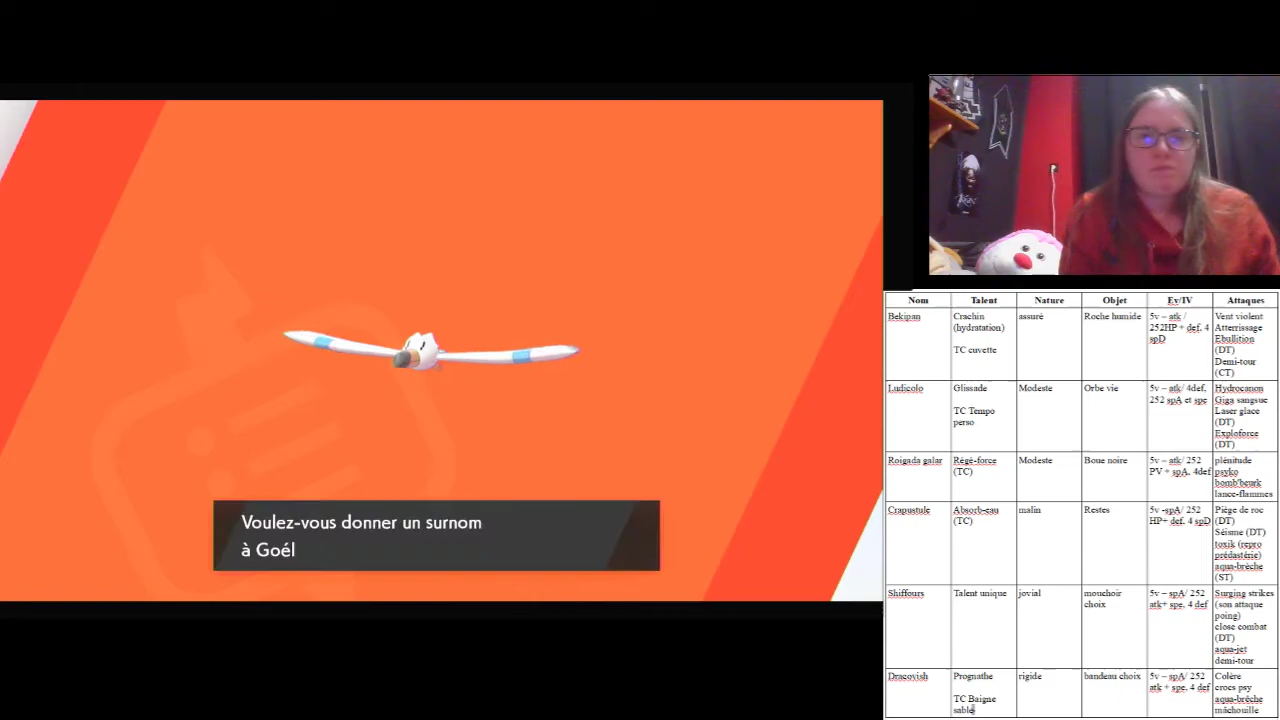 Voulez-vous donner un surnom
à Goél
Nom Talent Nature Objet Ev/IV Attaques
Bekipan
Crachin
(hydratation)
TC cuvette
assuré
Roche humide
5v – atk /
252HP + def. 4
spD
Vent violent
Atterrissage
Ebullition
(DT)
Demi-tour
(CT)
Ludicolo
Glissade
TC Tempo
perso
Modeste
Orbe vie
5v – atk/ 4def,
252 spA et spe
Hydrocanon
Giga sangsue
Laser glace
(DT)
Exploforce
(DT)
Roigada galar
Régé-force
(TC)
Modeste
Boue noire
5v – atk/ 252
PV + spA, 4def
plénitude
psyko
bomb'beurk
lance-flammes
Crapustule
Absorb-eau
(TC)
malin
Restes
5v -spA/ 252
HP+ def. 4 spD
Piège de roc
(DT)
Séisme (DT)
toxik (repro
prédastérie)
aqua-brèche
(ST)
Shiffours
Talent unique
jovial
mouchoir
choix
5v – spA/ 252
atk+ spe, 4 def
Surging strikes
(son attaque
poing)
close combat
(DT)
aqua-jet
demi-tour
Dracovish
Prognathe
TC Baigne
sable
rigide
bandeau choix
5v – spA/ 252
atk + spe, 4 def
Colère
crocs psy
aqua-brèche
mâchouille